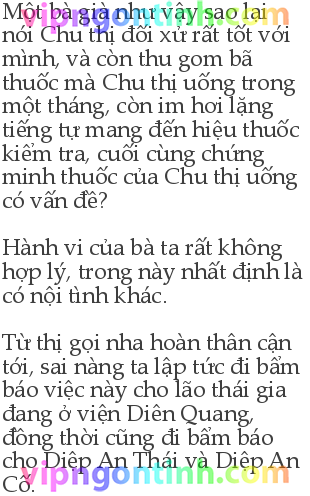 Một bà già như vậy sao lại
vipngontinh.com
nói Chu thị đối xử rất tốt với
mình, và còn thu gom bã
thuốc mà Chu thị uống trong
một tháng, còn im hơi lặng
tiếng tự mang đến hiệu thuốc
kiểm tra, cuối cùng chứng
minh thuốc của Chu thị uống
có vấn đề?
Hành vi của bà ta rất không
hợp lý, trong này nhất định là
có nội tình khác.
Từ thị gọi nha hoàn thân cận
tới, sai nàng ta lập tức đi bẩm
báo việc này cho lão thái gia
đang ở viện Diên Quang,
đồng thời cũng đi bẩm báo
cho Diệp An Thái và Diệp An
vipngontinh.com
Cố.